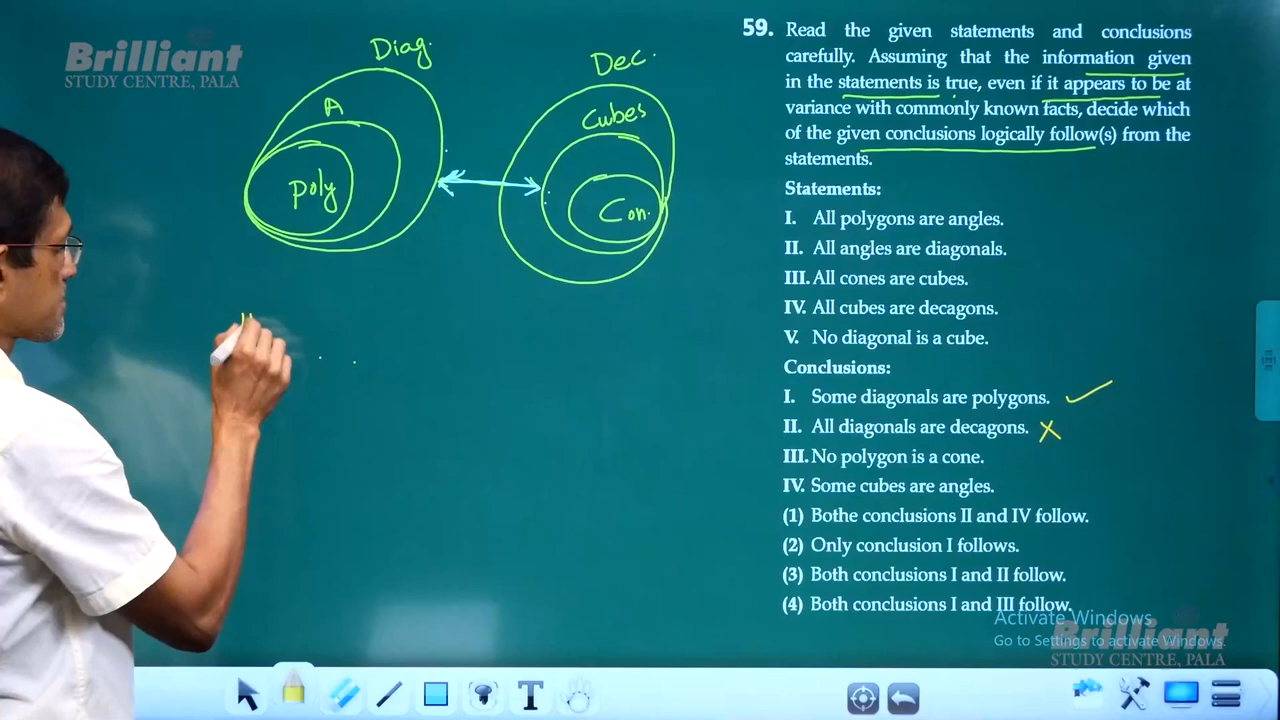 Brilliant
STUDY CENTRE, PALA
Diag.
A
Poly
Dec.
Cubes
Con.
59. Read the given statements and conclusions
carefully. Assuming that the information given
in the statements is true, even if it appears to be at
variance with commonly known facts, decide which
of the given conclusions logically follow(s) from the
statements.
Statements:
I. All polygons are angles.
II. All angles are diagonals.
III. All cones are cubes.
IV. All cubes are decagons.
V. No diagonal is a cube.
Conclusions:
I. Some diagonals are polygons.
II. All diagonals are decagons.
III. No polygon is a cone.
IV. Some cubes are angles.
(1) Bothe conclusions II and IV follow.
(2) Only conclusion I follows.
(3) Both conclusions I and II follow.
(4) Both conclusions I and III follow.
Activate Windows
Go to Settings to activate Windows.
Brilliant
STUDY CENTRE, PALA
T